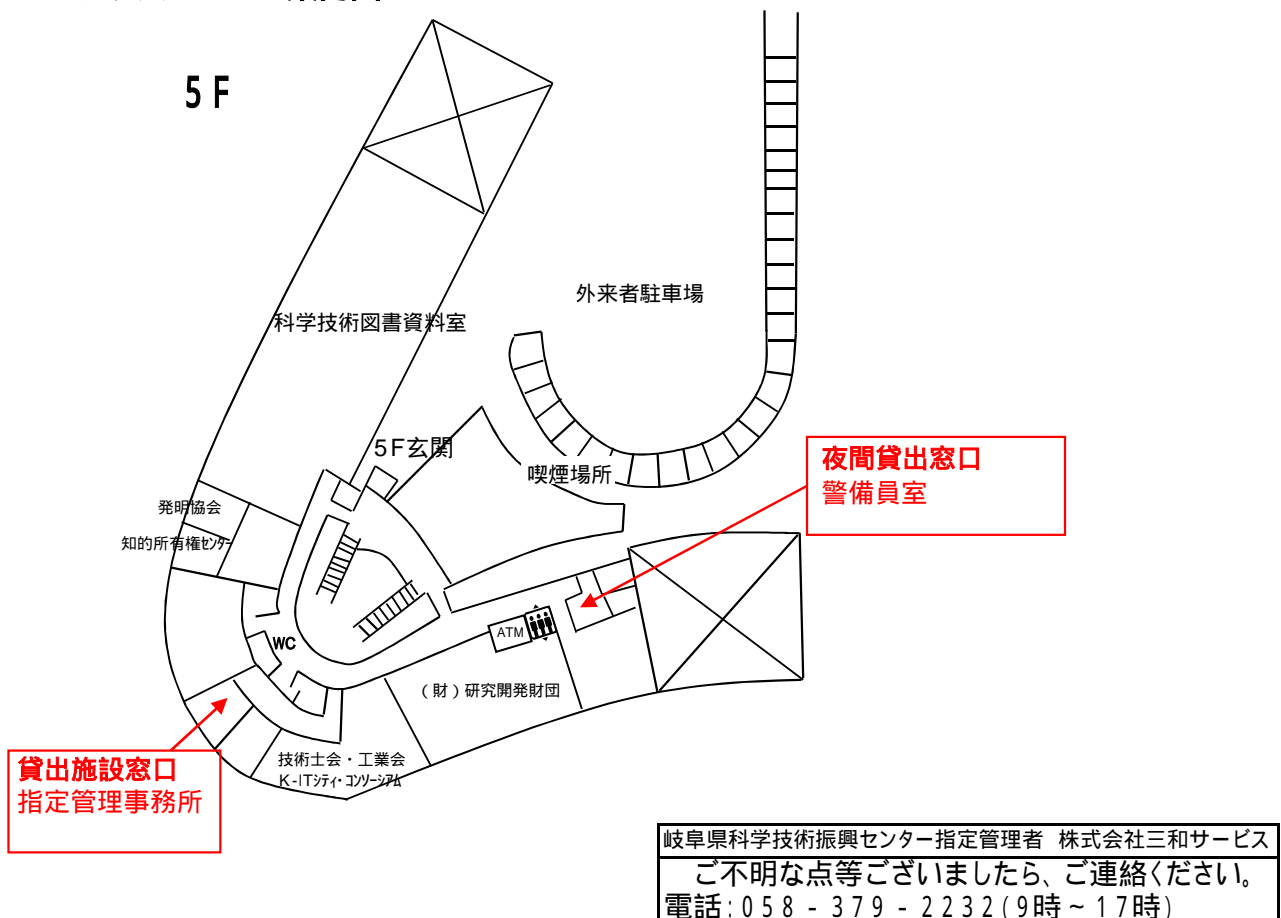 5F
外来者駐車場
科学技術図書資料室
5F玄関
喫煙場所
夜間貸出窓口
警備員室
発明協会
知的所有権ｾﾝﾀｰ
ATM
WC
(財)研究開発財団
技術士会・工業会
K-ITｼﾃｨ・ｺﾝｿｰｼｱﾑ
貸出施設窓口
指定管理事務所
岐阜県科学技術振興センター指定管理者 株式会社三和サービス
ご不明な点等ございましたら、ご連絡ください。
電話:058-379-2232(9時~17時)